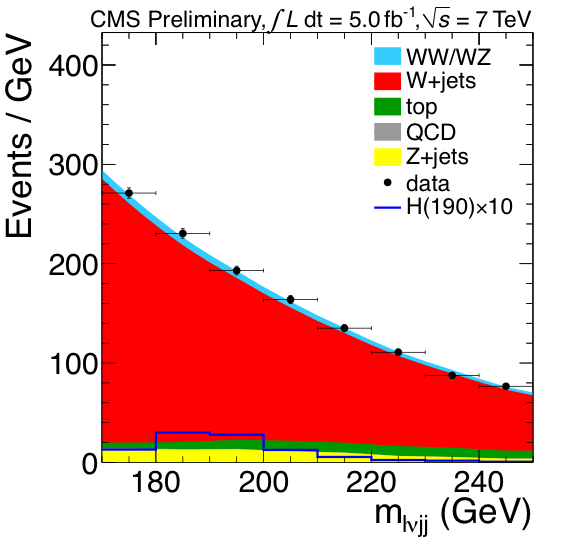 CMS Preliminary, ∫ L dt = 5.0 fb⁻¹, √s = 7 TeV
Events / GeV
400
300
200
100
0
WW/WZ
W+jets
top
QCD
Z+jets
data
H(190)×10
180 200 220 240
m_lνjj (GeV)